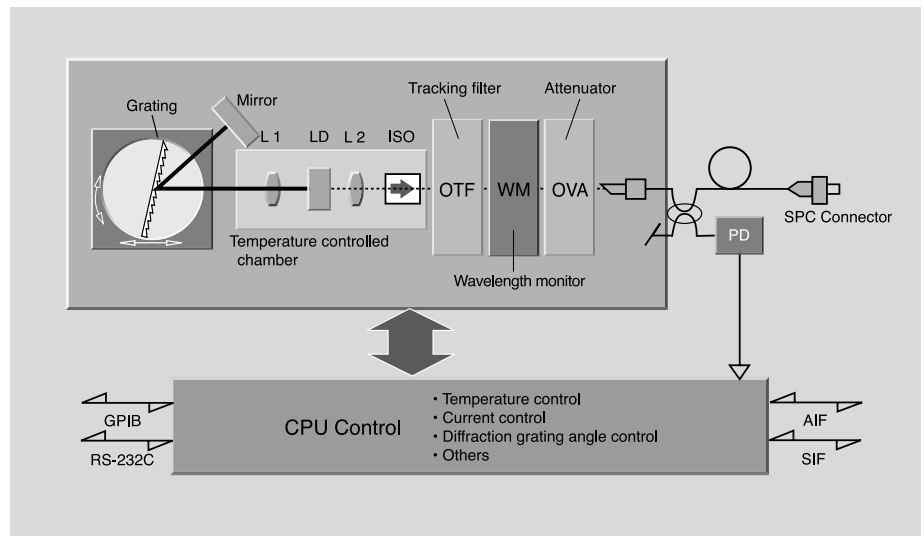 Tracking filter
Attenuator
Grating
Mirror
L 1
LD
L 2
ISO
OTF
WM
OVA
SPC Connector
PD
Temperature controlled
chamber
Wavelength monitor
CPU Control
• Temperature control
• Current control
• Diffraction grating angle control
• Others
GPIB
RS-232C
AIF
SIF